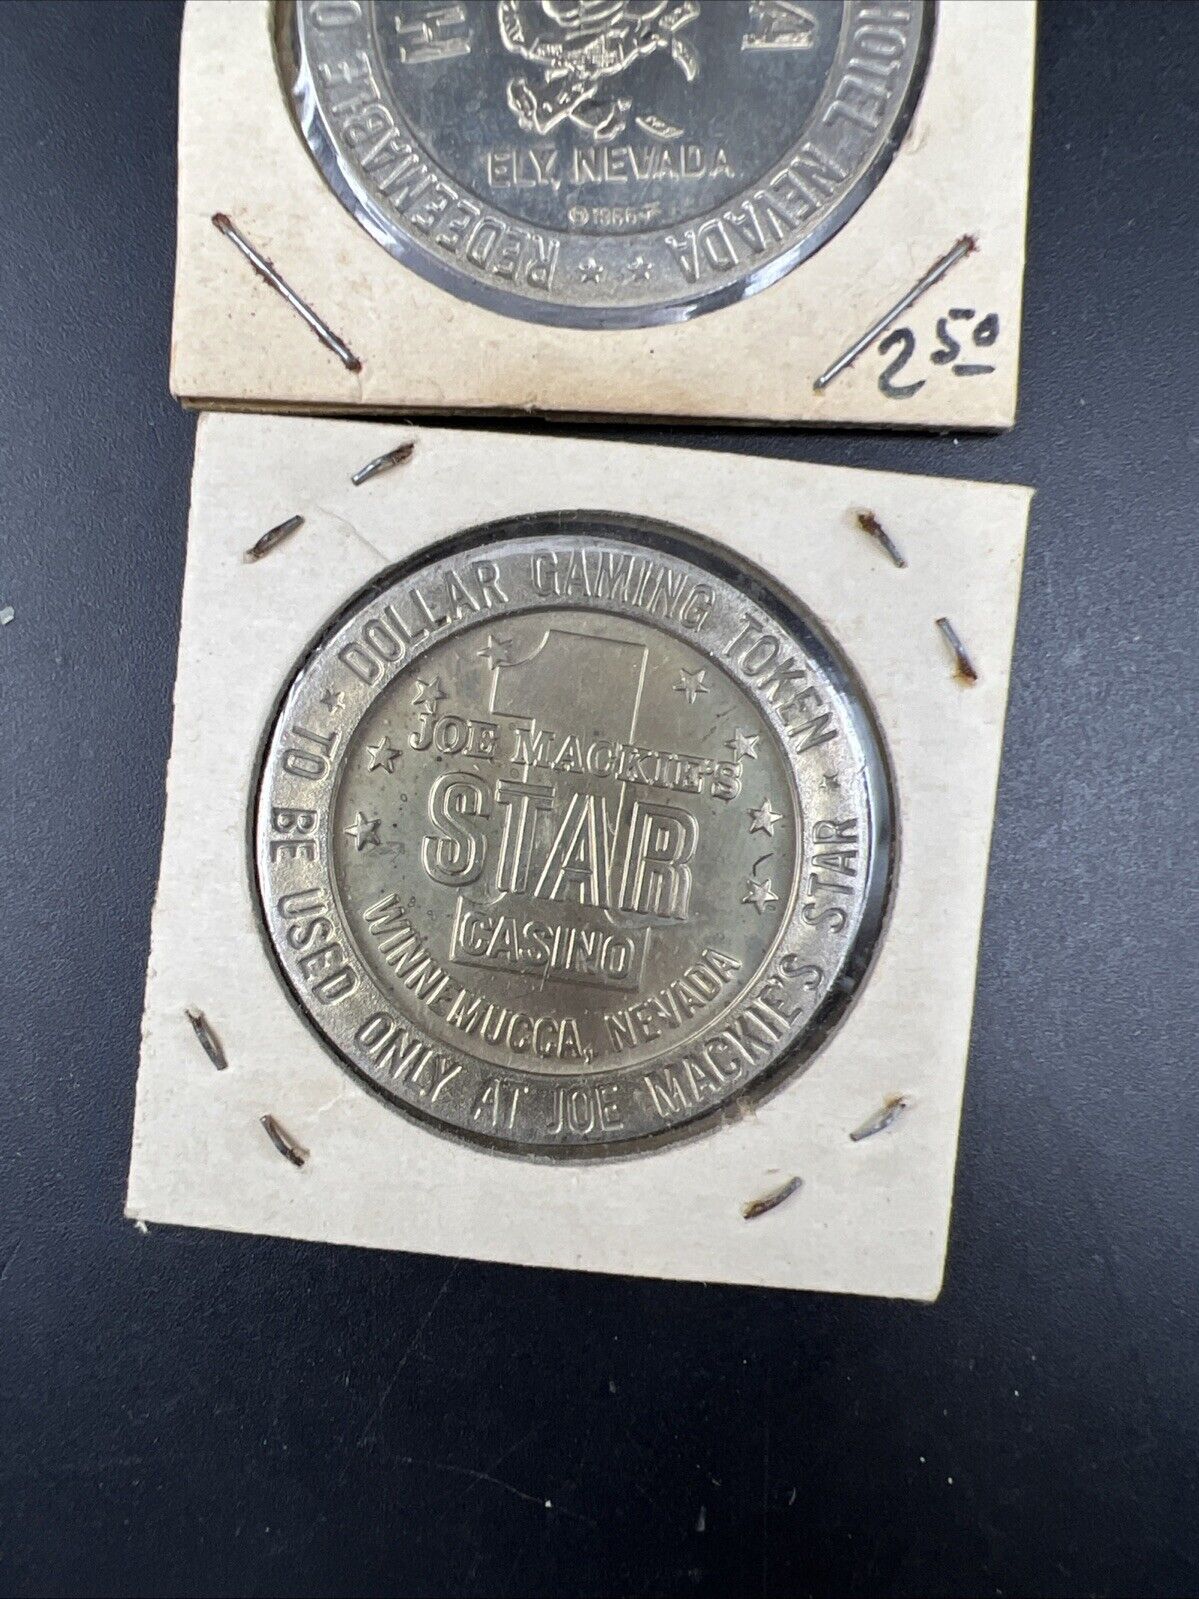 REDEEMABLE
HOTEL NEVADA
H
A
ELY, NEVADA
1966
2 50
DOLLAR GAMING TOKEN
1
JOE MACKIE'S
STAR
CASINO
WINNEMUCCA, NEVADA
TO BE USED ONLY AT JOE MACKIE'S STAR